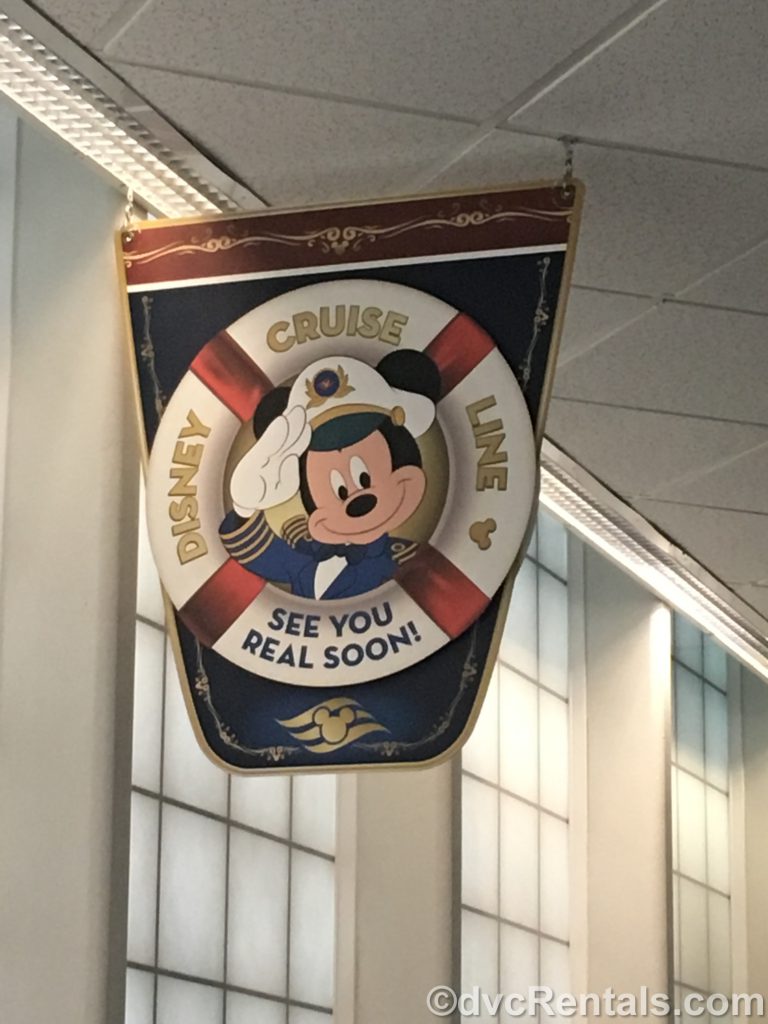 DISNEY CRUISE LINE
SEE YOU
REAL SOON!
©dvcRentals.com